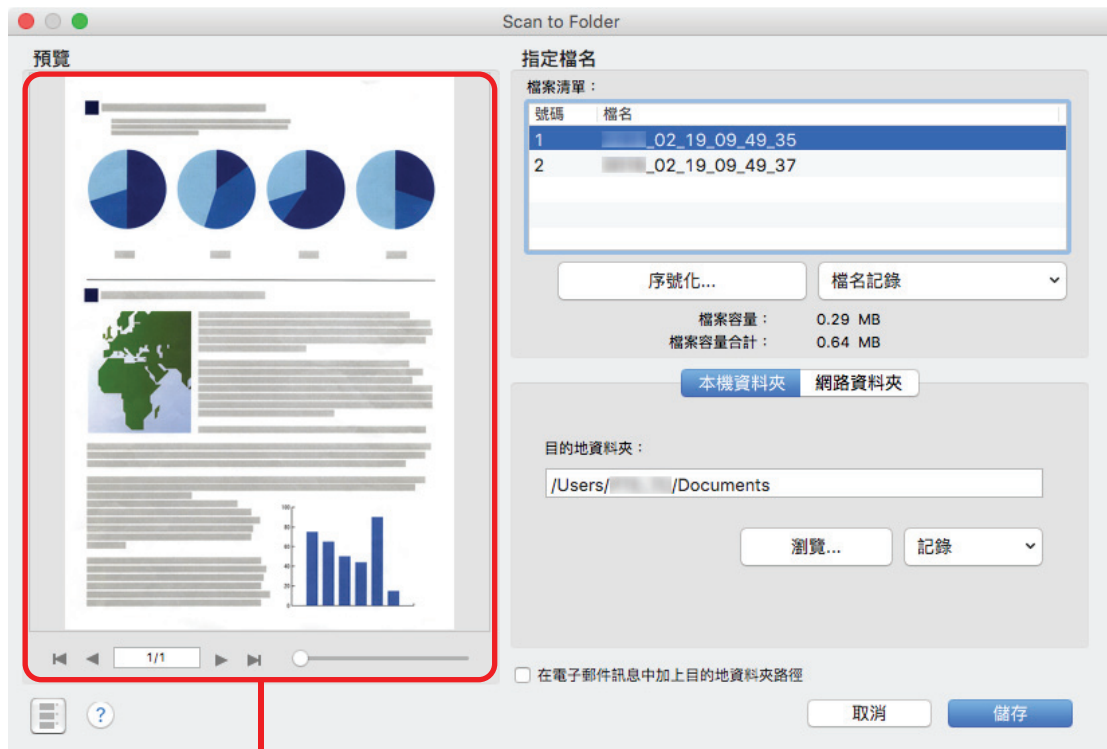 Scan to Folder
預覽
1/1
?
指定檔名
檔案清單：
號碼 檔名
1 _02_19_09_49_35
2 _02_19_09_49_37
序號化... 檔名記錄
檔案容量： 0.29 MB
檔案容量合計： 0.64 MB
本機資料夾 網路資料夾
目的地資料夾：
/Users/ /Documents
瀏覽... 記錄
在電子郵件訊息中加上目的地資料夾路徑
取消 儲存